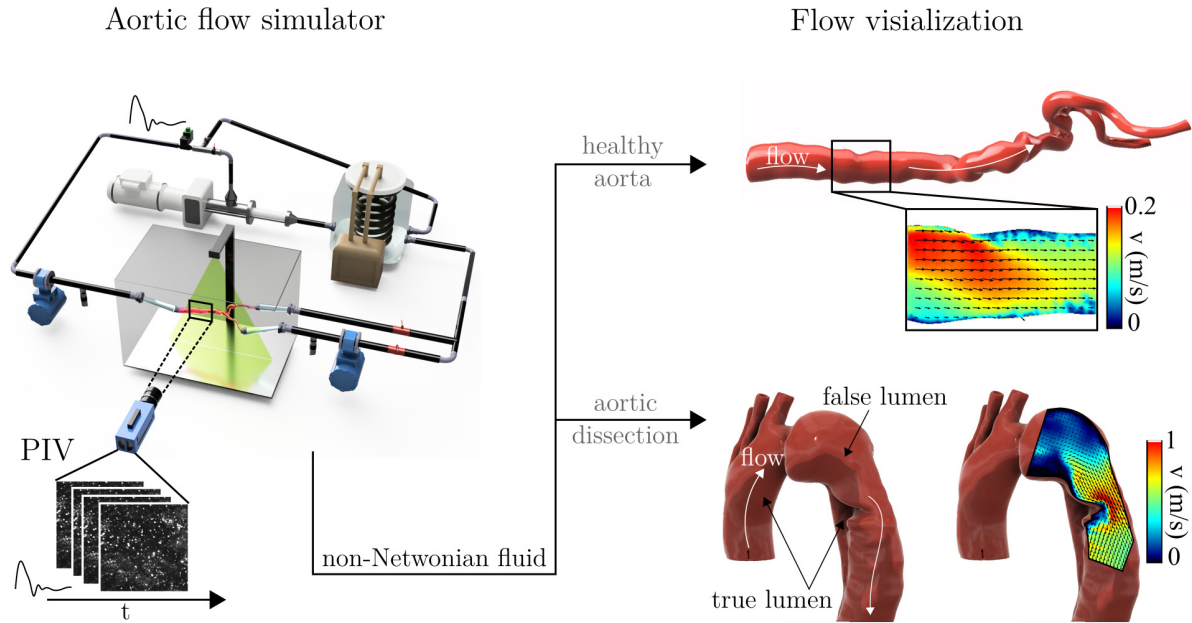 Aortic flow simulator
Flow visialization
healthy
aorta
flow
0.2
v (m/s)
0
PIV
t
non-Netwonian fluid
aortic
dissection
false lumen
flow
true lumen
1
v (m/s)
0